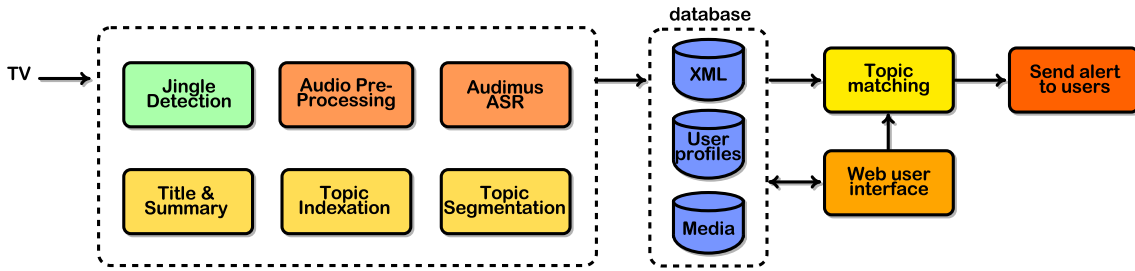 database
TV
Jingle
Detection
Audio Pre-
Processing
Audimus
ASR
Title &
Summary
Topic
Indexation
Topic
Segmentation
XML
User
profiles
Media
Topic
matching
Send alert
to users
Web user
interface